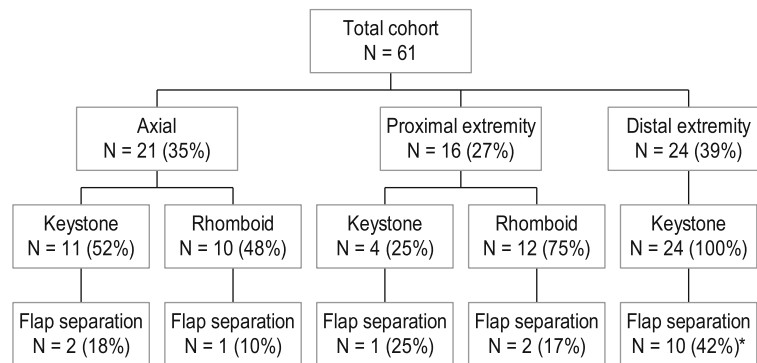 Total cohort
N = 61
Axial
N = 21 (35%)
Proximal extremity
N = 16 (27%)
Distal extremity
N = 24 (39%)
Keystone
N = 11 (52%)
Rhomboid
N = 10 (48%)
Keystone
N = 4 (25%)
Rhomboid
N = 12 (75%)
Keystone
N = 24 (100%)
Flap separation
N = 2 (18%)
Flap separation
N = 1 (10%)
Flap separation
N = 1 (25%)
Flap separation
N = 2 (17%)
Flap separation
N = 10 (42%)*